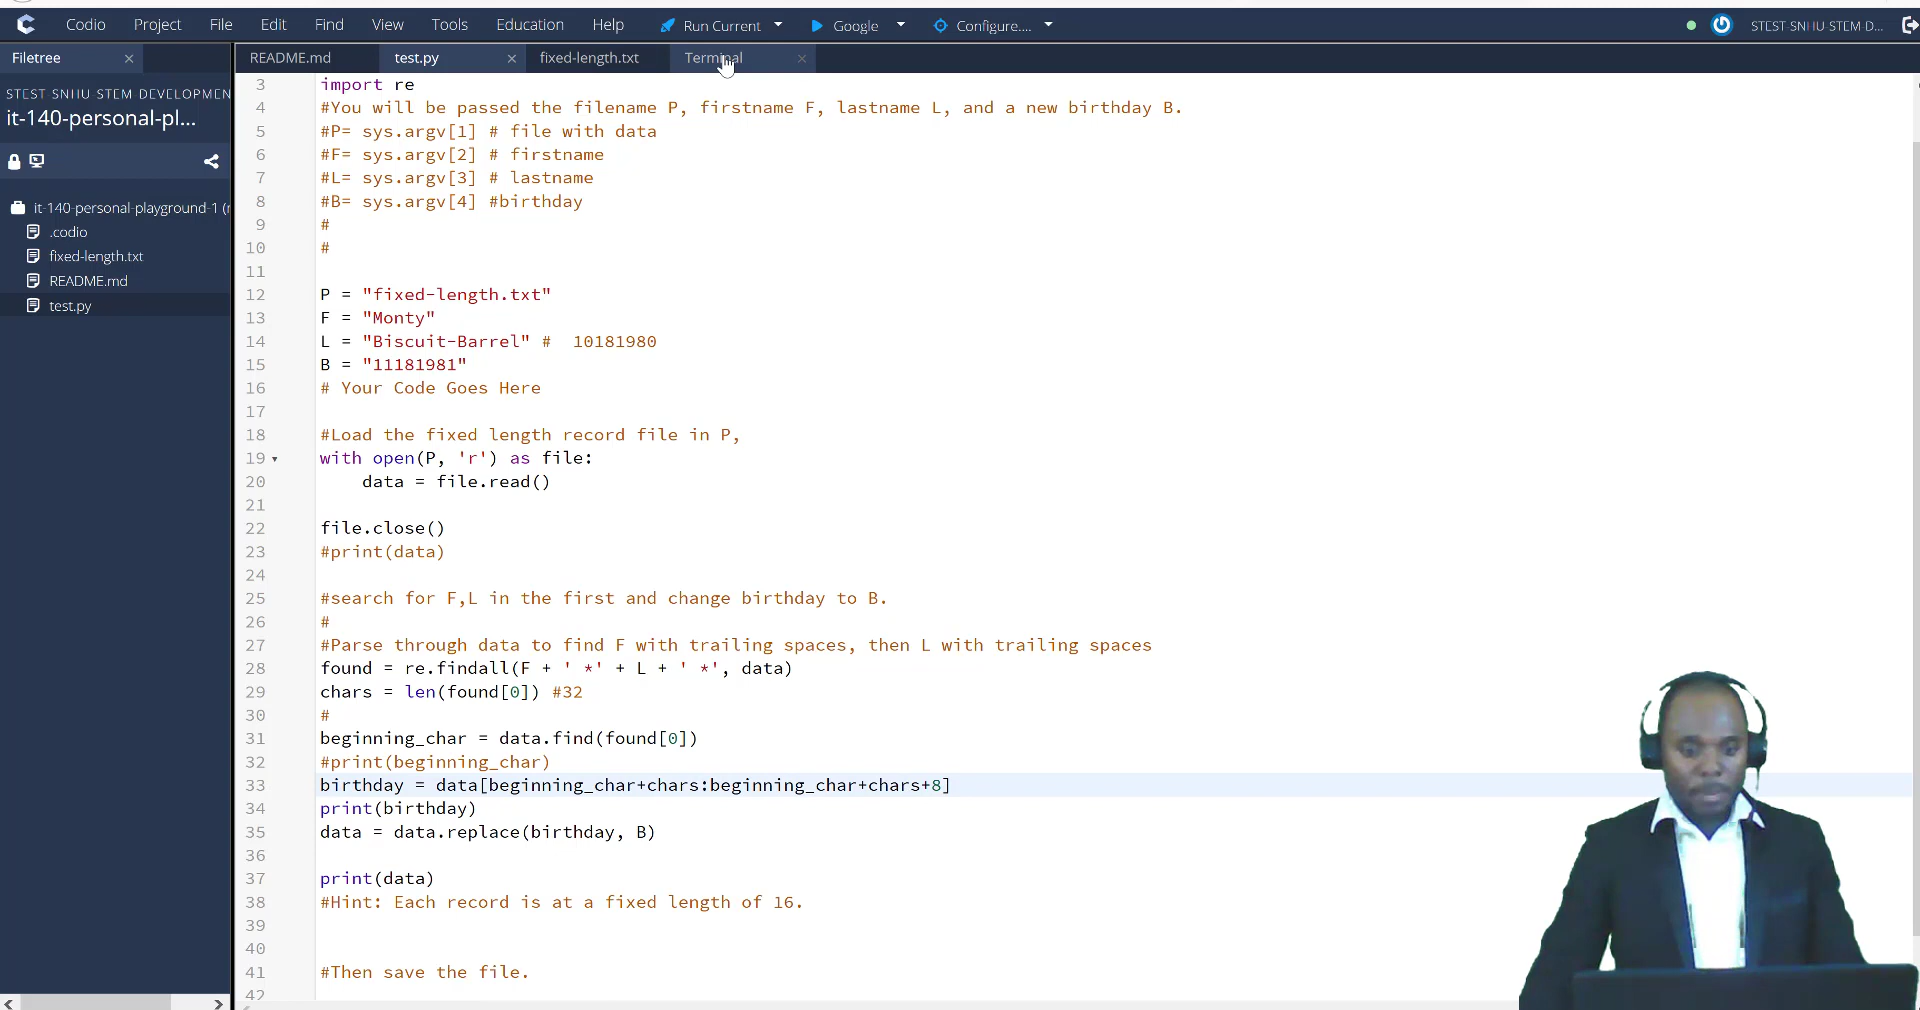 Codio Project File Edit Find View Tools Education Help Run Current Google Configure.... STEST-SNHU-STEM-D...
Filetree × README.md test.py × fixed-length.txt Terminal ×
STEST SNHU STEM DEVELOPMEN
it-140-personal-pl...
it-140-personal-playground-1 (r
.codio
fixed-length.txt
README.md
test.py
3 import re
4 #You will be passed the filename P, firstname F, lastname L, and a new birthday B.
5 #P= sys.argv[1] # file with data
6 #F= sys.argv[2] # firstname
7 #L= sys.argv[3] # lastname
8 #B= sys.argv[4] #birthday
9 #
10 #
11
12 P = "fixed-length.txt"
13 F = "Monty"
14 L = "Biscuit-Barrel" #  10181980
15 B = "11181981"
16 # Your Code Goes Here
17
18 #Load the fixed length record file in P,
19 with open(P, 'r') as file:
20     data = file.read()
21
22 file.close()
23 #print(data)
24
25 #search for F,L in the first and change birthday to B.
26 #
27 #Parse through data to find F with trailing spaces, then L with trailing spaces
28 found = re.findall(F + ' *' + L + ' *', data)
29 chars = len(found[0]) #32
30 #
31 beginning_char = data.find(found[0])
32 #print(beginning_char)
33 birthday = data[beginning_char+chars:beginning_char+chars+8]
34 print(birthday)
35 data = data.replace(birthday, B)
36
37 print(data)
38 #Hint: Each record is at a fixed length of 16.
39
40
41 #Then save the file.
42